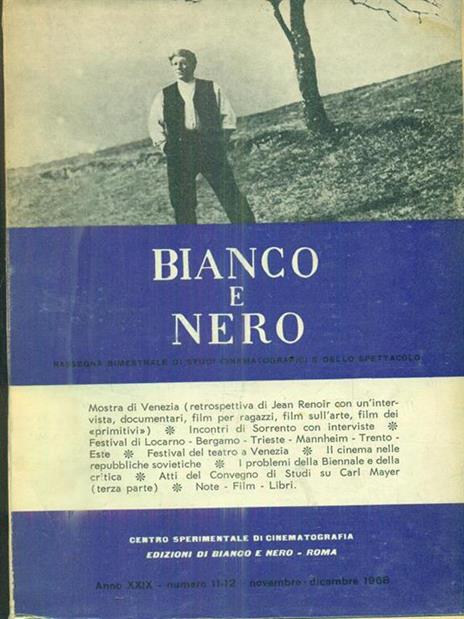 BIANCO
E
NERO
RASSEGNA BIMESTRALE DI STUDI CINEMATOGRAFICI E DELLO SPETTACOLO
Mostra di Venezia (retrospettiva di Jean Renoir con un'inter-
vista, documentari, film per ragazzi, film sull'arte, film dei
«primitivi») ❊ Incontri di Sorrento con interviste ❊
Festival di Locarno - Bergamo - Trieste - Mannheim - Trento -
Este ❊ Festival del teatro a Venezia ❊ Il cinema nelle
repubbliche sovietiche ❊ I problemi della Biennale e della
critica ❊ Atti del Convegno di Studi su Carl Mayer
(terza parte) ❊ Note - Film - Libri.
CENTRO SPERIMENTALE DI CINEMATOGRAFIA
EDIZIONI DI BIANCO E NERO - ROMA
Anno XXIX - numero 11-12 - novembre-dicembre 1968